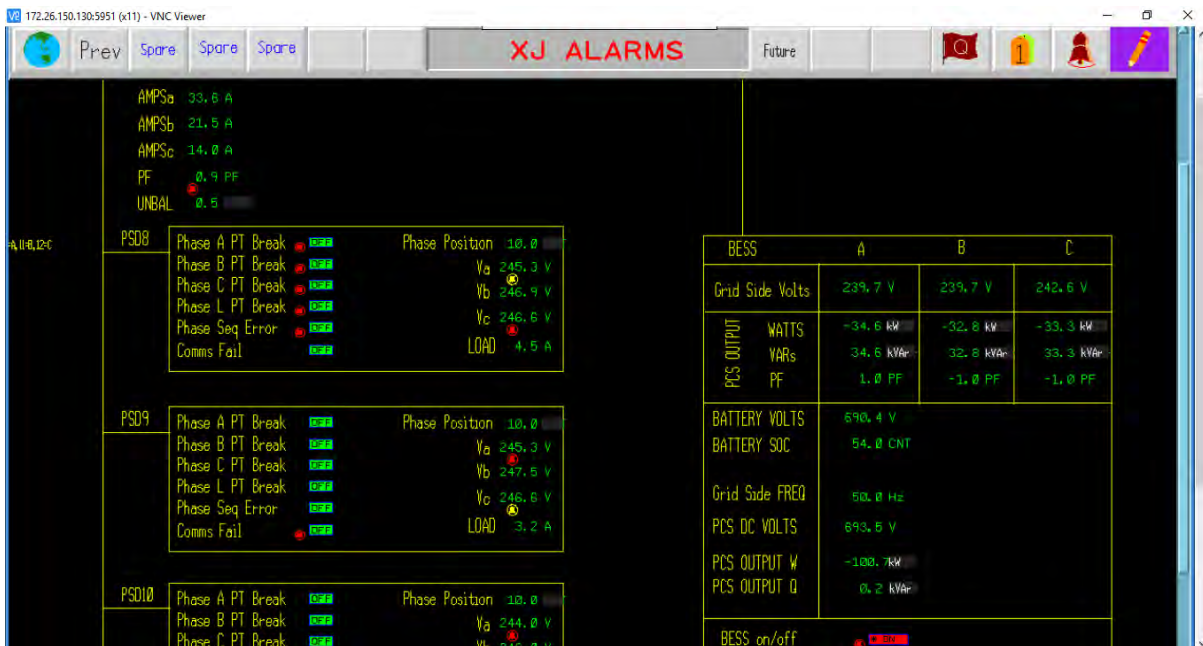 172.26.150.130:5951 (x11) - VNC Viewer
Prev Spare Spare Spare XJ ALARMS Future Q 1
AMPSa 33.6 A
AMPSb 21.5 A
AMPSc 14.0 A
PF 0.9 PF
UNBAL 0.5
=A, 11=B, 12=C
PSD8
Phase A PT Break OFF Phase Position 10.0
Phase B PT Break OFF Va 245.3 V
Phase C PT Break OFF Vb 246.9 V
Phase L PT Break OFF Vc 246.6 V
Phase Seq Error OFF
Comms Fail OFF LOAD 4.5 A
PSD9
Phase A PT Break OFF Phase Position 10.0
Phase B PT Break OFF Va 245.3 V
Phase C PT Break OFF Vb 247.5 V
Phase L PT Break OFF Vc 246.6 V
Phase Seq Error OFF
Comms Fail OFF LOAD 3.2 A
PSD10
Phase A PT Break OFF Phase Position 10.0
Phase B PT Break OFF Va 244.0 V
Phase C PT Break OFF
BESS A B C
Grid Side Volts 239.7 V 239.7 V 242.6 V
PCS OUTPUT
WATTS -34.6 kW -32.8 kW -33.3 kW
VARs 34.6 kVAr 32.8 kVAr 33.3 kVAr
PF 1.0 PF -1.0 PF -1.0 PF
BATTERY VOLTS 690.4 V
BATTERY SOC 54.0 CNT
Grid Side FREQ 50.0 Hz
PCS DC VOLTS 693.5 V
PCS OUTPUT W -100.7kW
PCS OUTPUT Q 0.2 kVAr
BESS on/off